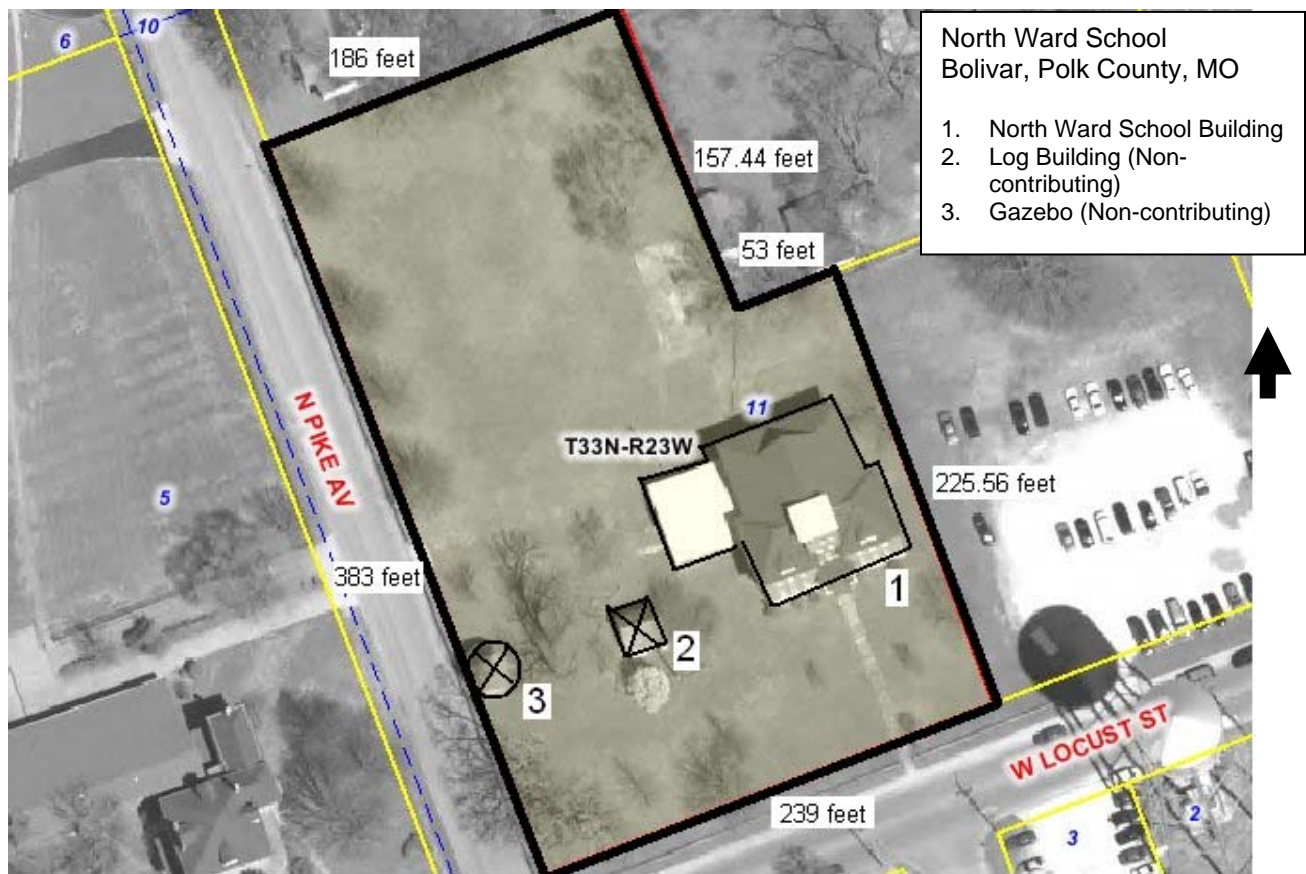 North Ward School
Bolivar, Polk County, MO
1. North Ward School Building
2. Log Building (Non-
contributing)
3. Gazebo (Non-contributing)
6
10
186 feet
157.44 feet
53 feet
N PIKE AV
11
T33N-R23W
5
225.56 feet
383 feet
1
2
3
W LOCUST ST
239 feet
3
2